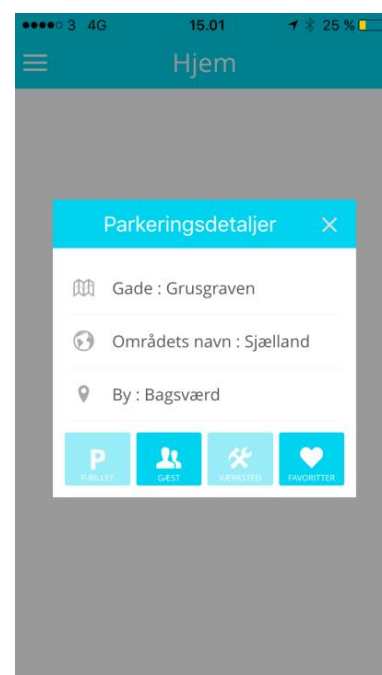 3 4G 15.01 25 %
Hjem
Parkeringsdetaljer
Gade : Grusgraven
Områdets navn : Sjælland
By : Bagsværd
P
P-BILLET GÆST VÆRKSTED FAVORITTER